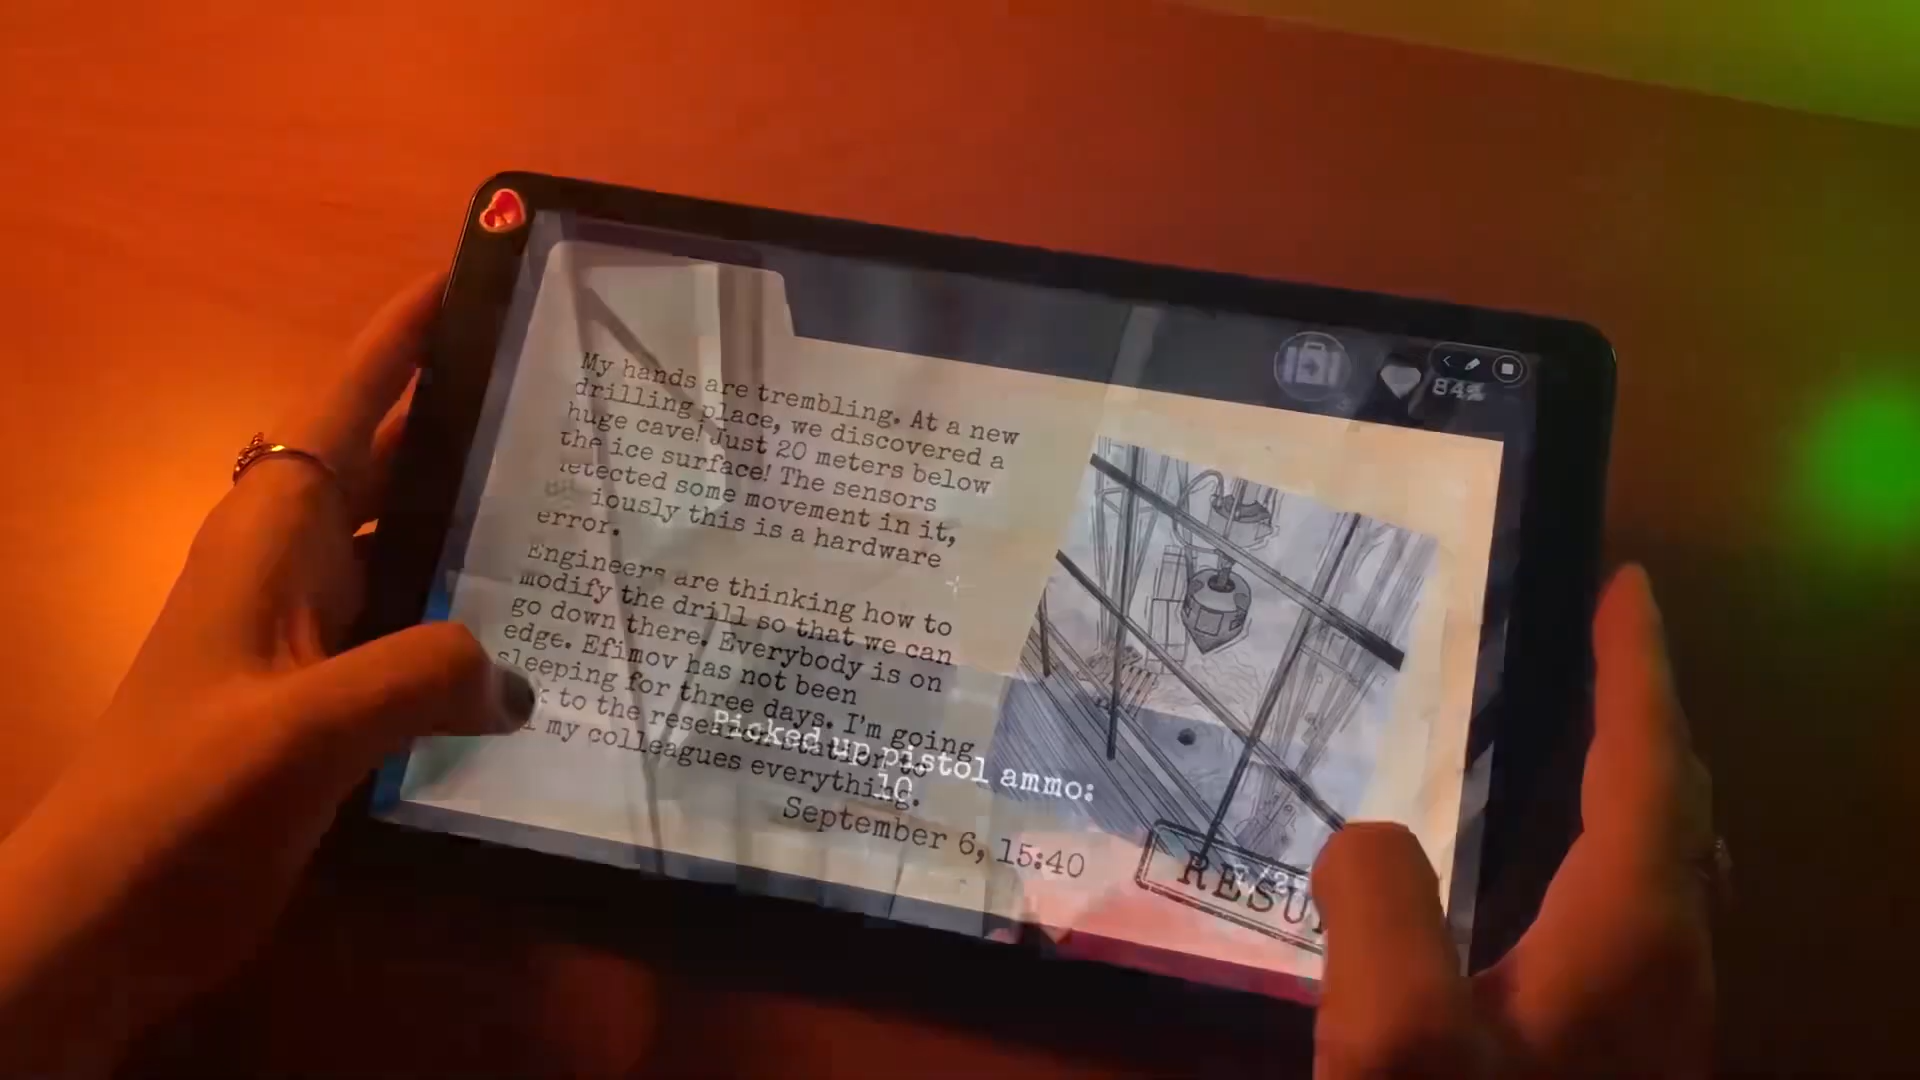 84%
My hands are trembling. At a new
drilling place, we discovered a
huge cave! Just 20 meters below
the ice surface! The sensors
etected some movement in it,
iously this is a hardware
error.
Engineers are thinking how to
modify the drill so that we can
go down there. Everybody is on
edge. Efimov has not been
sleeping for three days. I'm going
to the research station to
my colleagues everything.
September 6, 15:40
Picked up pistol ammo:
10
RESU